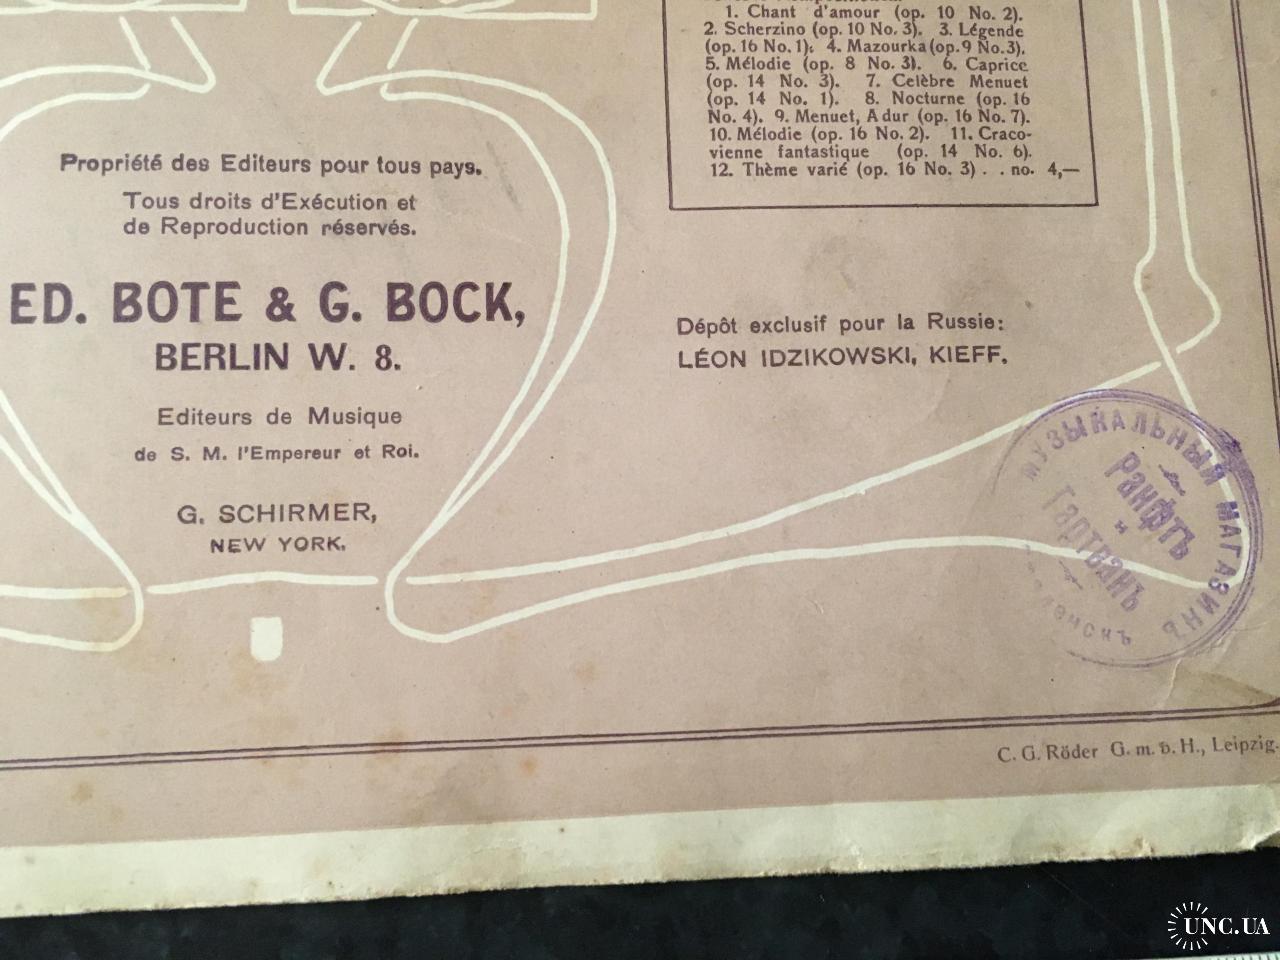 1. Chant d'amour (op. 10 No. 2).
2. Scherzino (op. 10 No. 3). 3. Légende
(op. 16 No. 1). 4. Mazourka (op. 9 No. 3).
5. Mélodie (op. 8 No. 3). 6. Caprice
(op. 14 No. 3). 7. Celèbre Menuet
(op. 14 No. 1). 8. Nocturne (op. 16
No. 4). 9. Menuet, A dur (op. 16 No. 7).
10. Mélodie (op. 16 No. 2). 11. Craco-
vienne fantastique (op. 14 No. 6).
12. Thème varié (op. 16 No. 3) . . no. 4,—
Propriété des Editeurs pour tous pays.
Tous droits d'Exécution et
de Reproduction réservés.
ED. BOTE & G. BOCK,
BERLIN W. 8.
Editeurs de Musique
de S. M. l'Empereur et Roi.
G. SCHIRMER,
NEW YORK.
Dépôt exclusif pour la Russie:
LÉON IDZIKOWSKI, KIEFF.
МУЗЫКАЛЬНЫЙ МАГАЗИНЪ
Ранфтъ
и
Гартванъ
C. G. Röder G. m. b. H., Leipzig.
UNC.UA